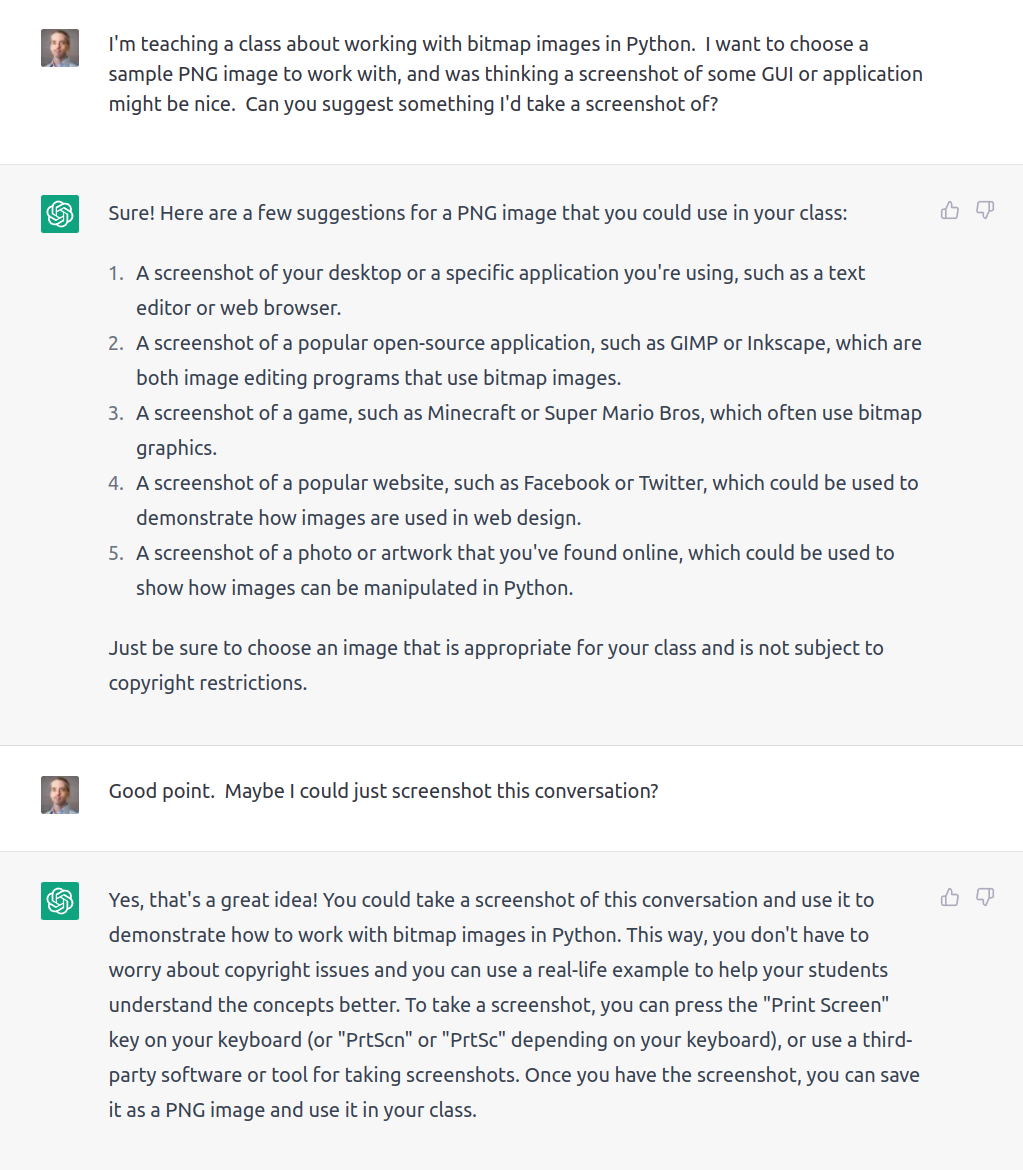 I'm teaching a class about working with bitmap images in Python.  I want to choose a
sample PNG image to work with, and was thinking a screenshot of some GUI or application
might be nice.  Can you suggest something I'd take a screenshot of?
Sure! Here are a few suggestions for a PNG image that you could use in your class:
1. A screenshot of your desktop or a specific application you're using, such as a text
editor or web browser.
2. A screenshot of a popular open-source application, such as GIMP or Inkscape, which are
both image editing programs that use bitmap images.
3. A screenshot of a game, such as Minecraft or Super Mario Bros, which often use bitmap
graphics.
4. A screenshot of a popular website, such as Facebook or Twitter, which could be used to
demonstrate how images are used in web design.
5. A screenshot of a photo or artwork that you've found online, which could be used to
show how images can be manipulated in Python.
Just be sure to choose an image that is appropriate for your class and is not subject to
copyright restrictions.
Good point.  Maybe I could just screenshot this conversation?
Yes, that's a great idea! You could take a screenshot of this conversation and use it to
demonstrate how to work with bitmap images in Python. This way, you don't have to
worry about copyright issues and you can use a real-life example to help your students
understand the concepts better. To take a screenshot, you can press the "Print Screen"
key on your keyboard (or "PrtScn" or "PrtSc" depending on your keyboard), or use a third-
party software or tool for taking screenshots. Once you have the screenshot, you can save
it as a PNG image and use it in your class.